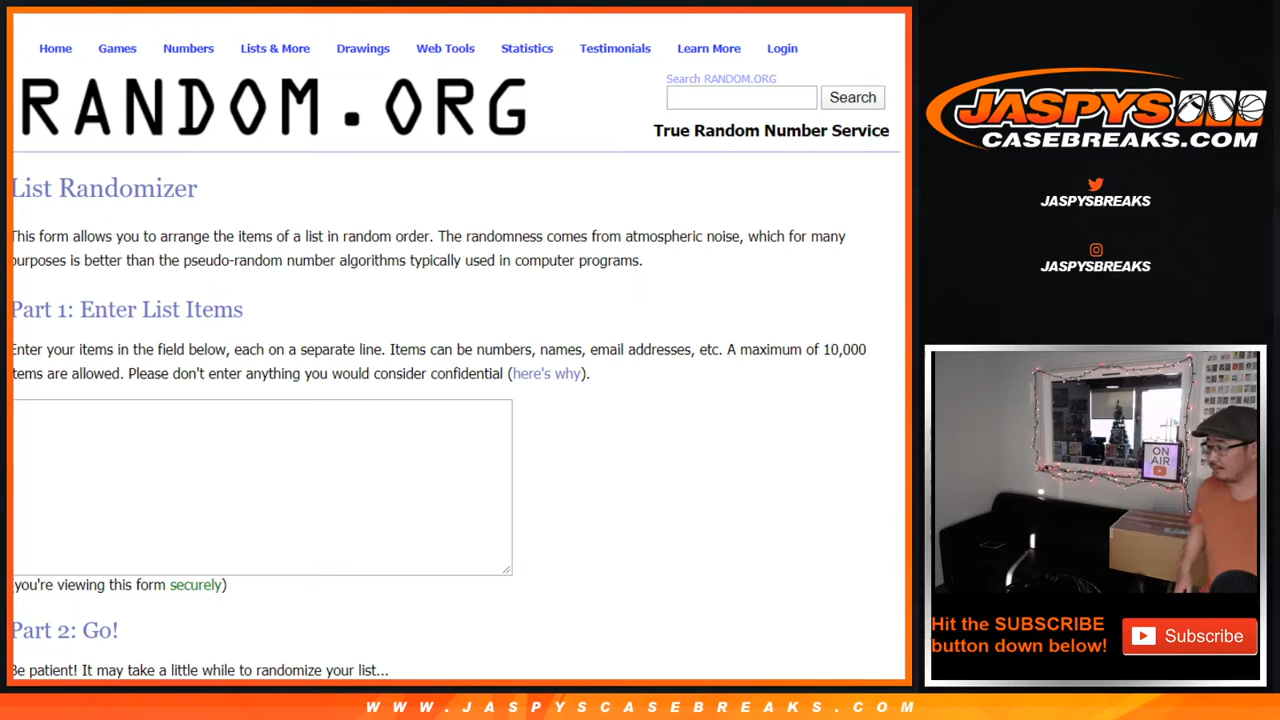 Home Games Numbers Lists & More Drawings Web Tools Statistics Testimonials Learn More Login
RANDOM.ORG
Search RANDOM.ORG
Search
True Random Number Service
List Randomizer
This form allows you to arrange the items of a list in random order. The randomness comes from atmospheric noise, which for many
purposes is better than the pseudo-random number algorithms typically used in computer programs.
Part 1: Enter List Items
Enter your items in the field below, each on a separate line. Items can be numbers, names, email addresses, etc. A maximum of 10,000
items are allowed. Please don't enter anything you would consider confidential (here's why).
(you're viewing this form securely)
Part 2: Go!
Be patient! It may take a little while to randomize your list...
JASPYS
CASEBREAKS.COM
JASPYSBREAKS
JASPYSBREAKS
ON
AIR
Hit the SUBSCRIBE
button down below!
Subscribe
WWW.JASPYSCASEBREAKS.COM